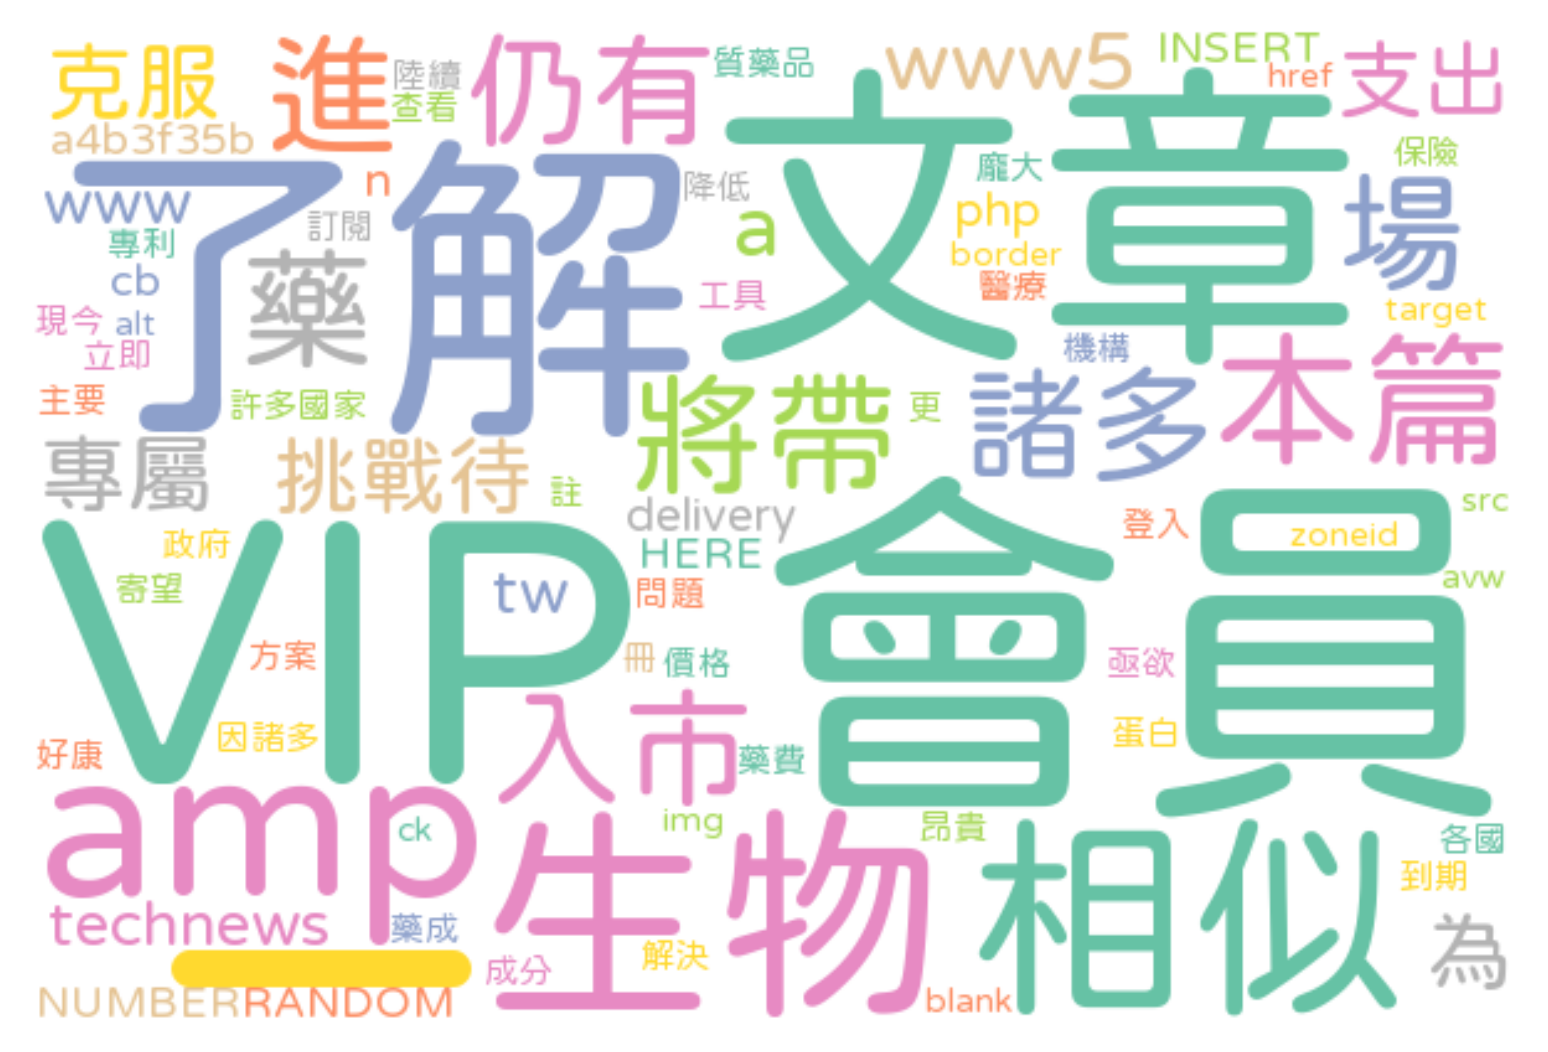 克服 進 陸續 仍有 質藥品 www5 INSERT href 支出
查看
a4b3f35b
文章
www n 了解 降低 龐大 保險
訂閱 a php 場
專利 藥 border
cb 工具 醫療 target
現今 alt
立即 機構
主要 許多國家 將帶 更 諸多 本篇
專屬 挑戰待 註
delivery 登入 src
VIP 會員
政府 HERE zoneid
寄望 tw 問題 avw
方案 冊 價格 亟欲
因諸多 入市 蛋白
好康 藥費
amp ck img 昂貴 各國
生物 相似 到期
technews 藥成 解決 為
成分
NUMBER RANDOM blank